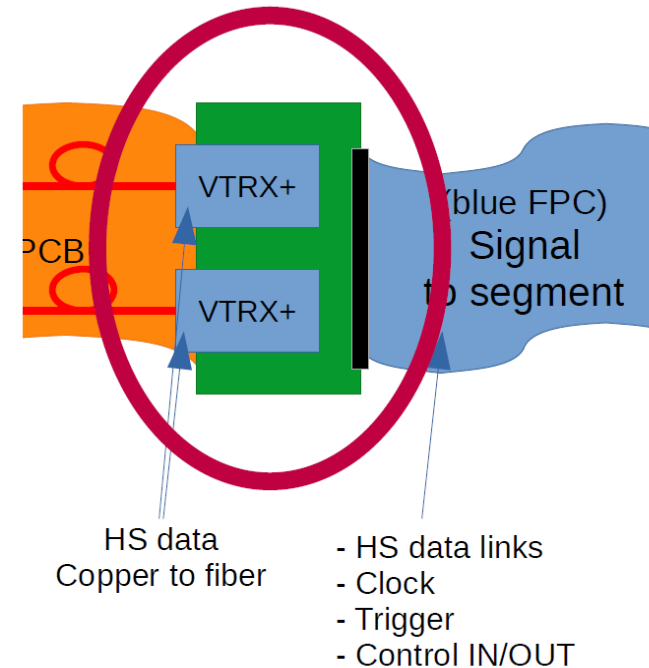 VTRX+
(blue FPC)
PCB
Signal
to segment
VTRX+
HS data
Copper to fiber
- HS data links
- Clock
- Trigger
- Control IN/OUT